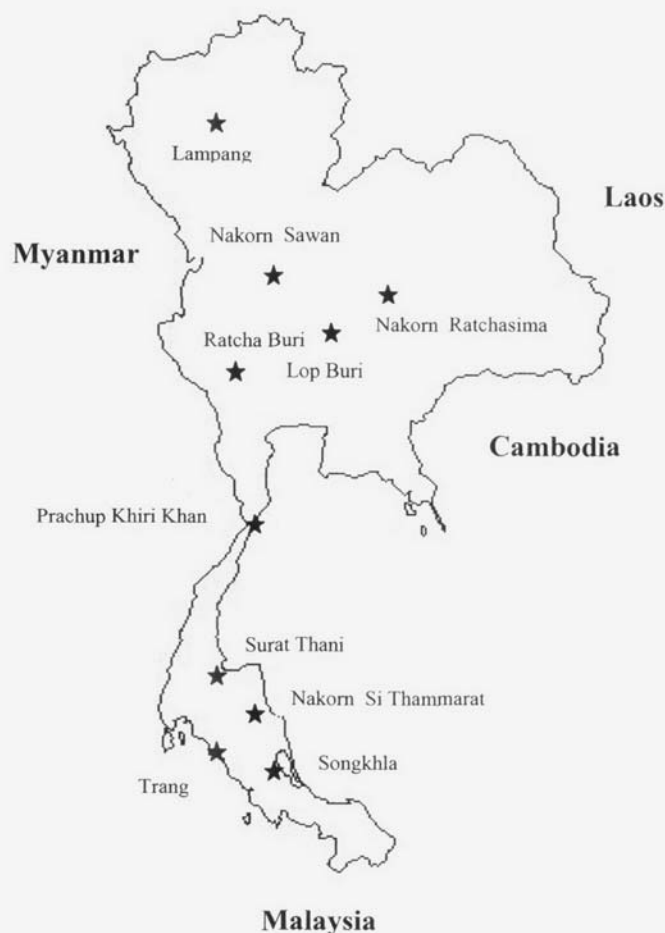 Lampang
Laos
Nakorn Sawan
Myanmar
Nakorn Ratchasima
Ratcha Buri
Lop Buri
Cambodia
Prachup Khiri Khan
Surat Thani
Nakorn Si Thammarat
Songkhla
Trang
Malaysia